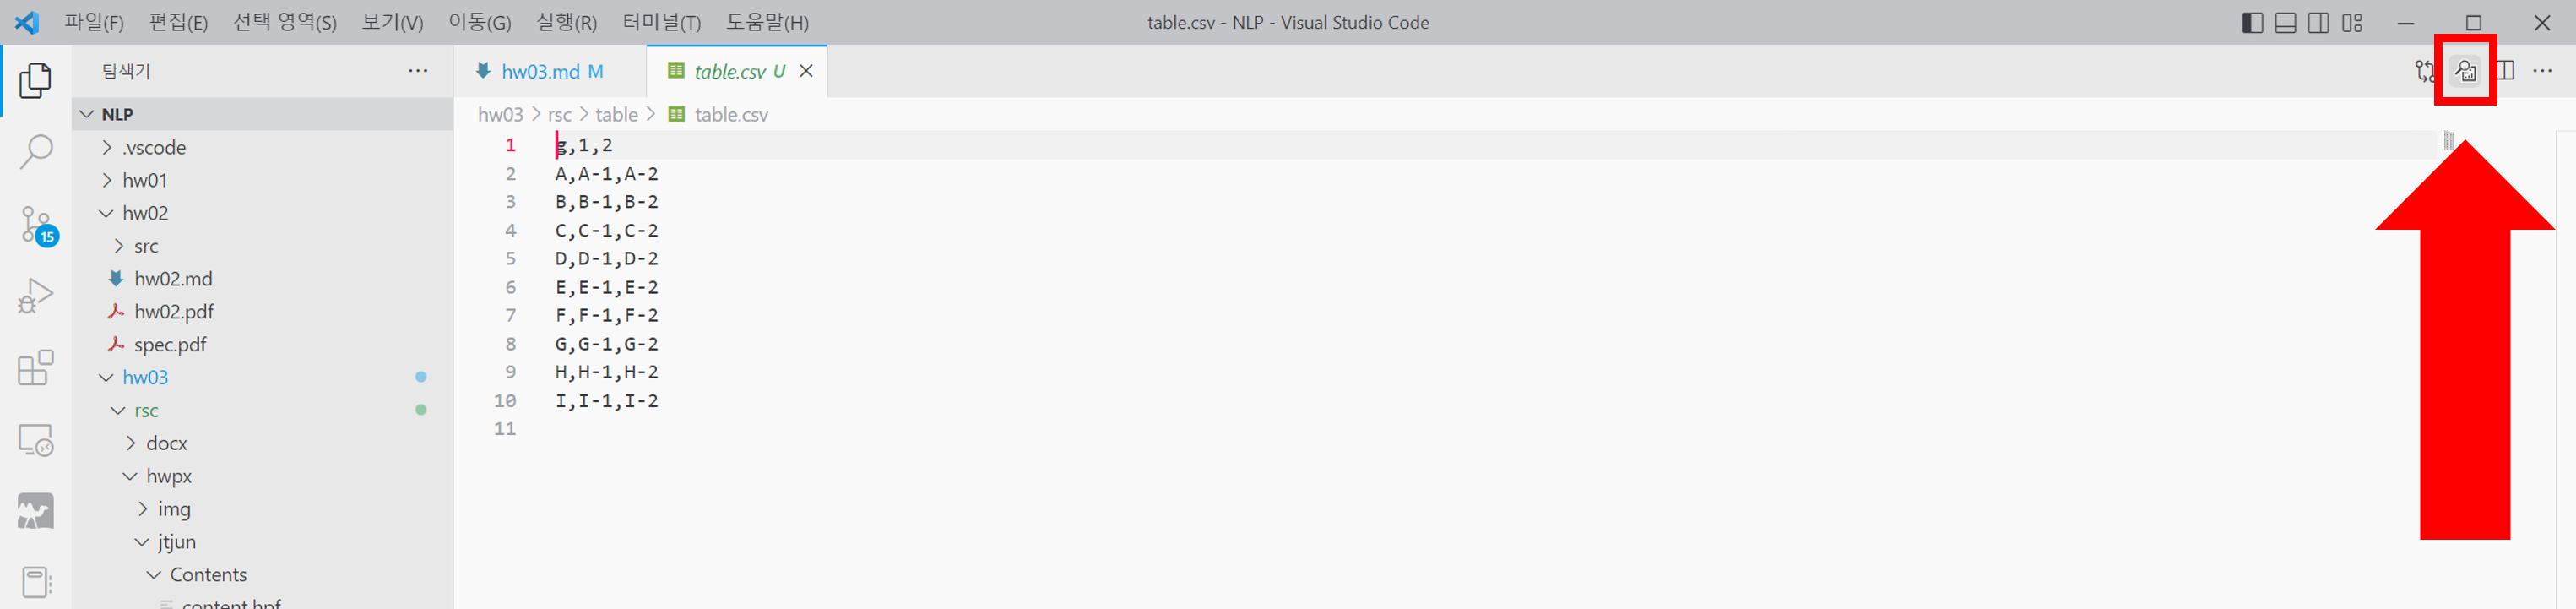 파일(F) 편집(E) 선택 영역(S) 보기(V) 이동(G) 실행(R) 터미널(T) 도움말(H) table.csv - NLP - Visual Studio Code
탐색기 ···
hw03.md M table.csv U
NLP
hw03 > rsc > table > table.csv
.vscode
hw01
hw02
src
hw02.md
hw02.pdf
spec.pdf
hw03
rsc
docx
hwpx
img
jtjun
Contents
content.hpf
15
1 g,1,2
2 A,A-1,A-2
3 B,B-1,B-2
4 C,C-1,C-2
5 D,D-1,D-2
6 E,E-1,E-2
7 F,F-1,F-2
8 G,G-1,G-2
9 H,H-1,H-2
10 I,I-1,I-2
11